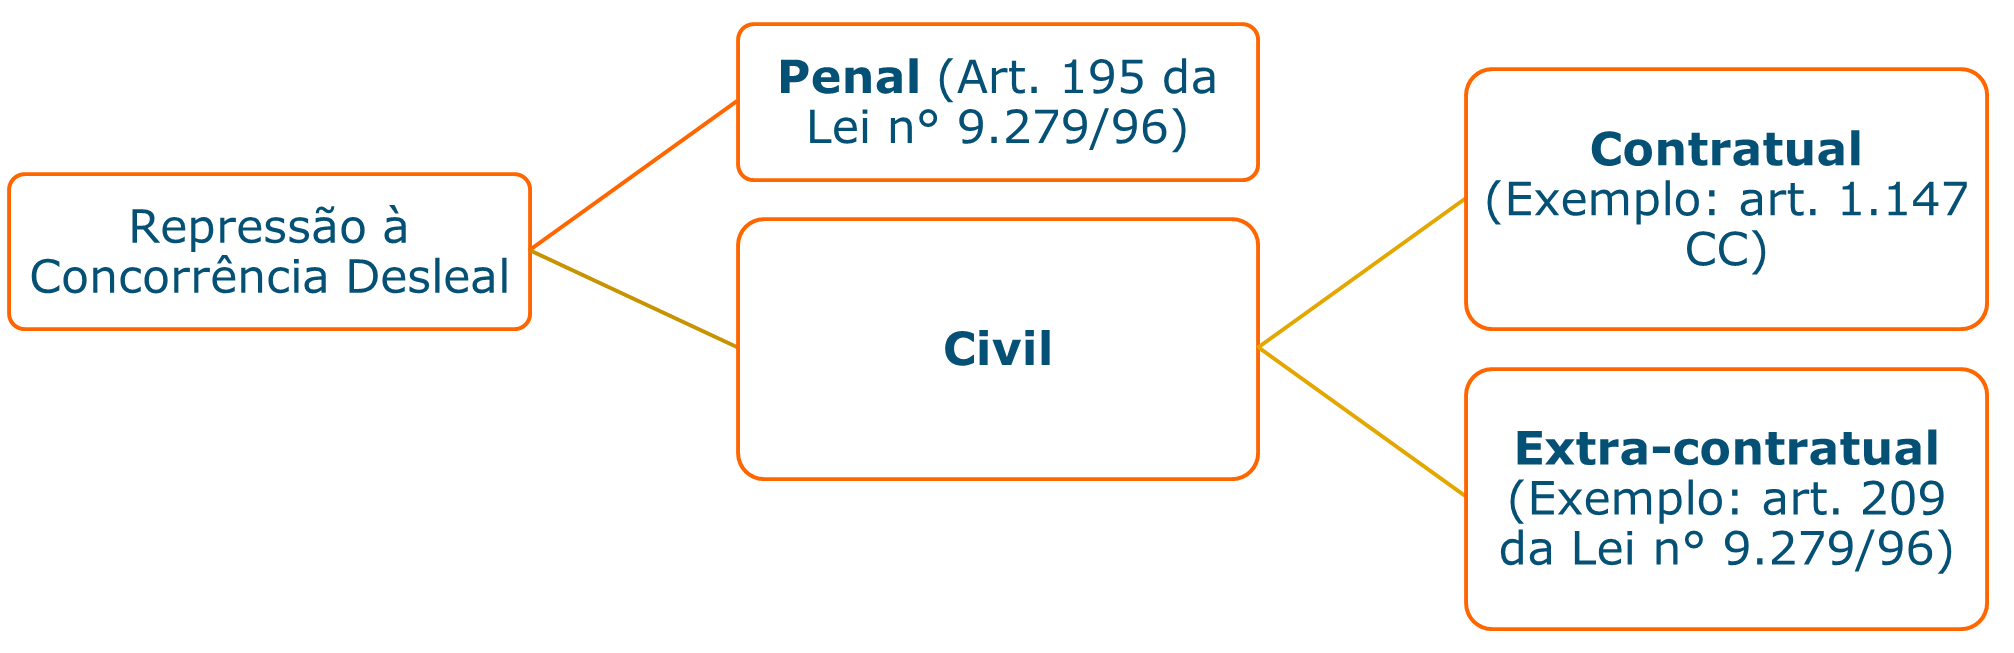 Repressão à
Concorrência Desleal
Penal (Art. 195 da
Lei n° 9.279/96)
Civil
Contratual
(Exemplo: art. 1.147
CC)
Extra-contratual
(Exemplo: art. 209
da Lei n° 9.279/96)